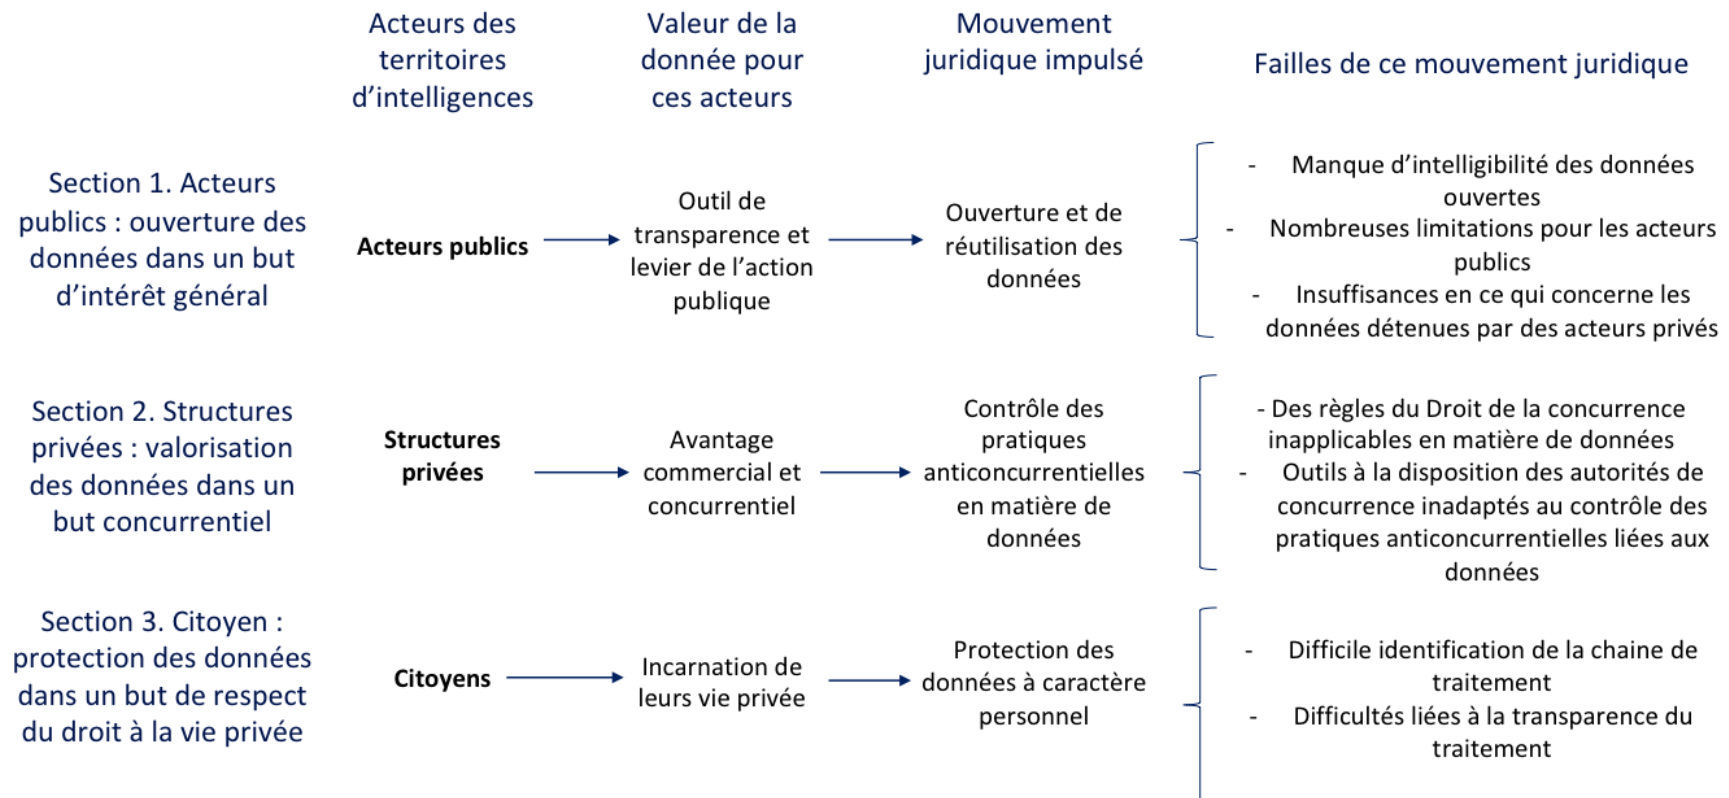 Acteurs des
territoires
d'intelligences
Valeur de la
donnée pour
ces acteurs
Mouvement
juridique impulsé
Failles de ce mouvement juridique
Section 1. Acteurs
publics : ouverture des
données dans un but
d'intérêt général
Acteurs publics
Outil de
transparence et
levier de l'action
publique
Ouverture et de
réutilisation des
données
- Manque d'intelligibilité des données
ouvertes
- Nombreuses limitations pour les acteurs
publics
- Insuffisances en ce qui concerne les
données détenues par des acteurs privés
Section 2. Structures
privées : valorisation
des données dans un
but concurrentiel
Structures
privées
Avantage
commercial et
concurrentiel
Contrôle des
pratiques
anticoncurrentielles
en matière de
données
- Des règles du Droit de la concurrence
inapplicables en matière de données
- Outils à la disposition des autorités de
concurrence inadaptés au contrôle des
pratiques anticoncurrentielles liées aux
données
Section 3. Citoyen :
protection des données
dans un but de respect
du droit à la vie privée
Citoyens
Incarnation de
leurs vie privée
Protection des
données à caractère
personnel
- Difficile identification de la chaine de
traitement
- Difficultés liées à la transparence du
traitement